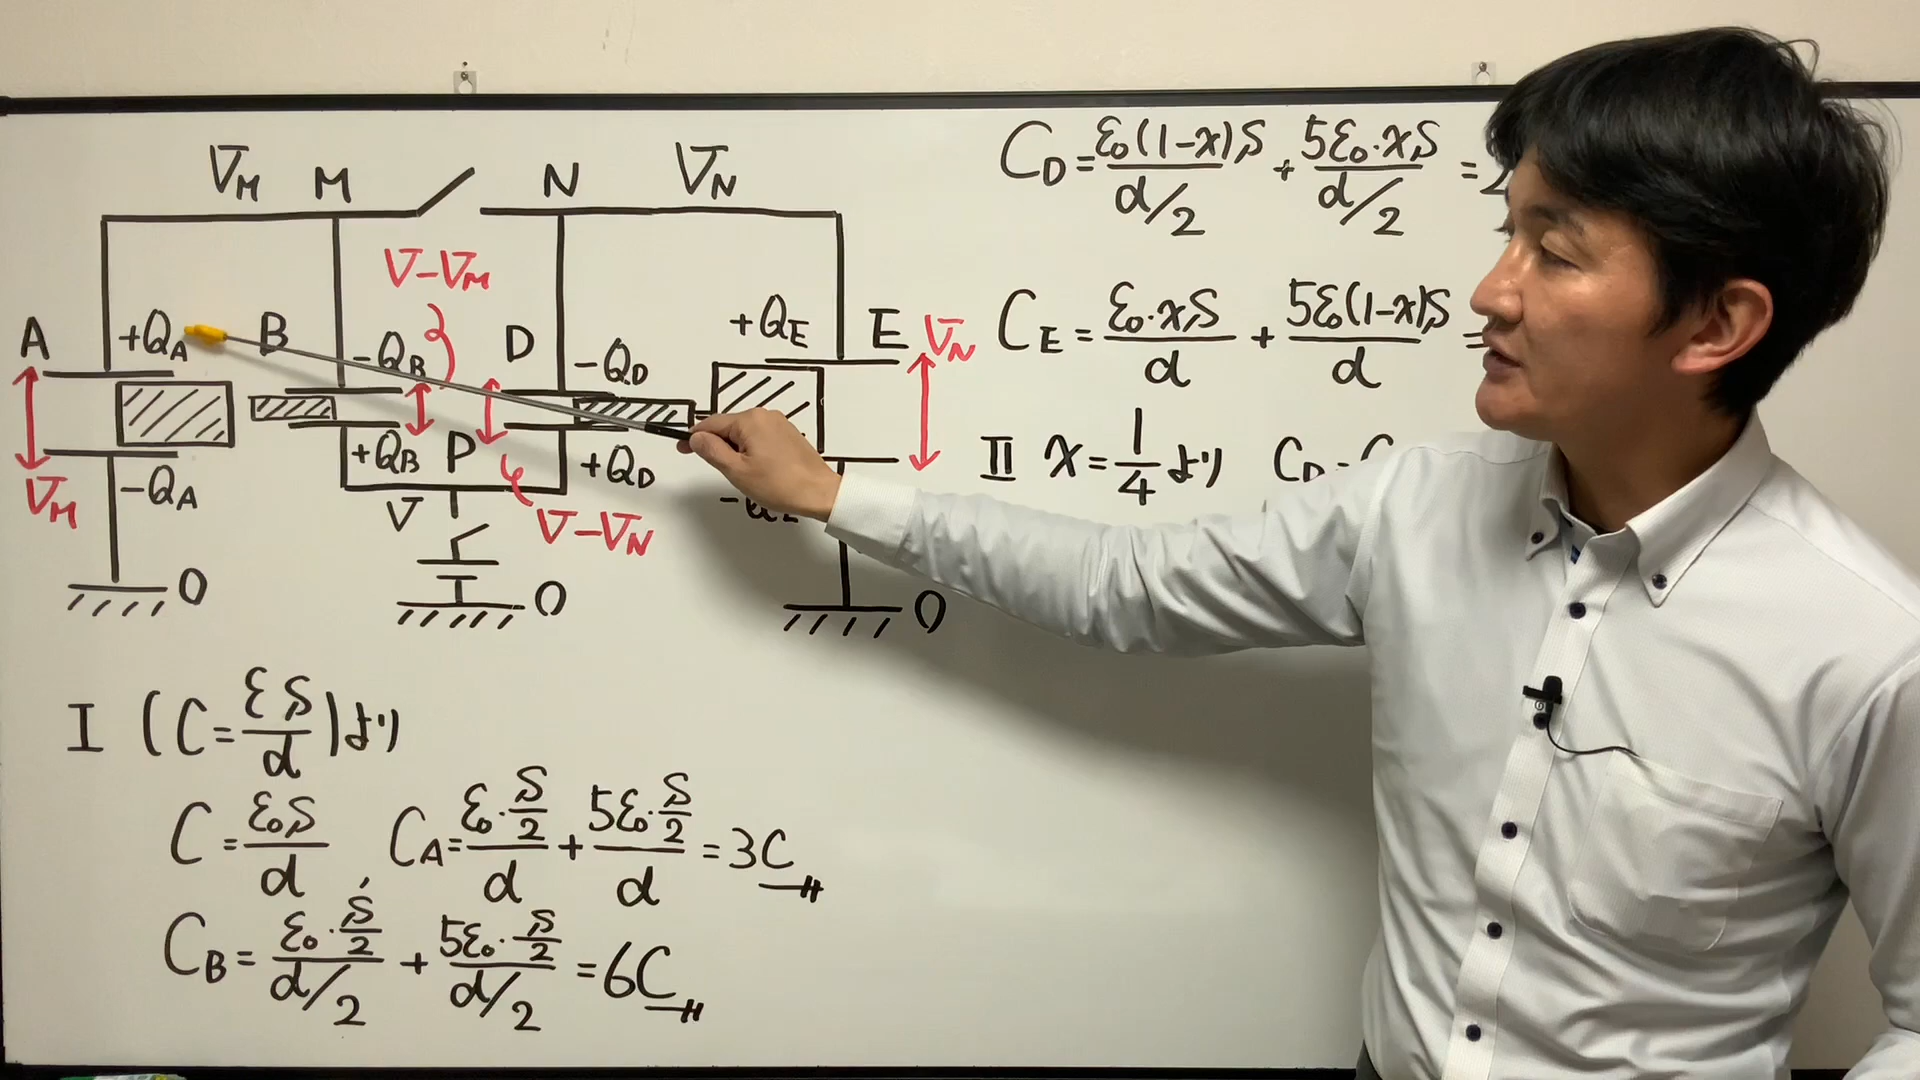 V_M M N V_N
V-V_M
A +Q_A B -Q_B D -Q_D +Q_E E V_N
V_M -Q_A +Q_B P +Q_D
V V-V_N
0 0 0
I (C=εS/d)より
C=ε₀S/d C_A=ε₀·S/2/d+5ε₀·S/2/d=3C
C_B=ε₀·S/2/d/2+5ε₀·S/2/d/2=6C
C_D=ε₀(1-x)S/d/2+5ε₀·xS/d/2=2
C_E=ε₀·xS/d+5ε₀(1-x)S/d=
II x=1/4より C_D=C